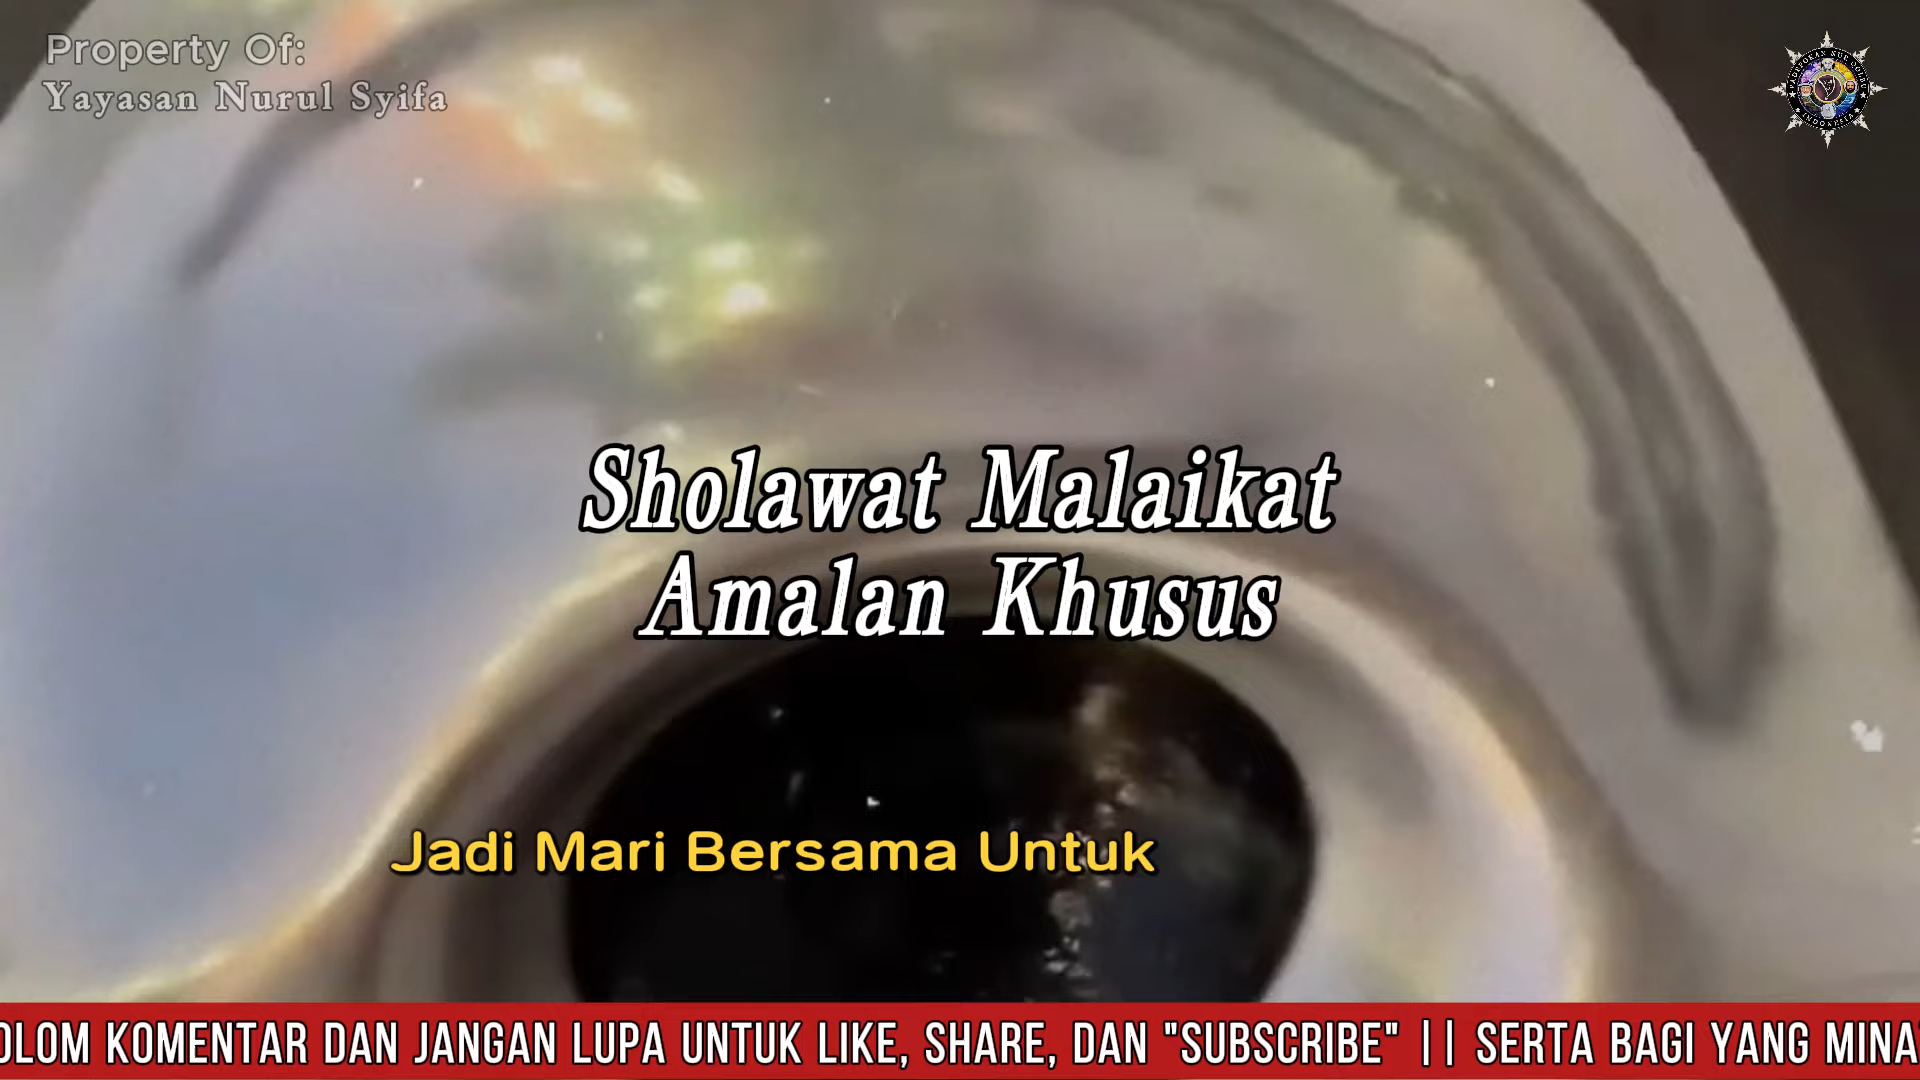 Property Of:
Yayasan Nurul Syifa
INDONESIA
Sholawat Malaikat
Amalan Khusus
Jadi Mari Bersama Untuk
OLOM KOMENTAR DAN JANGAN LUPA UNTUK LIKE, SHARE, DAN "SUBSCRIBE" || SERTA BAGI YANG MINA